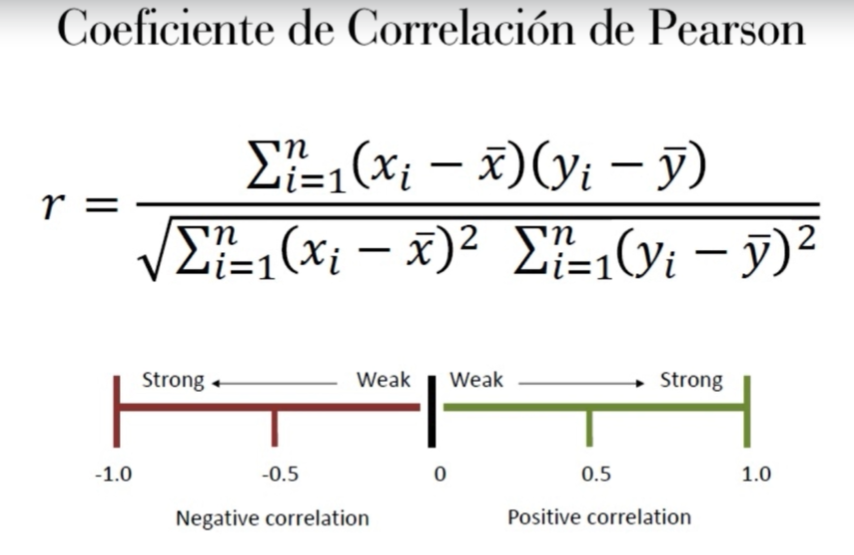 Coeficiente de Correlación de Pearson
r = \frac{\sum_{i=1}^{n}(x_i - \bar{x})(y_i - \bar{y})}{\sqrt{\sum_{i=1}^{n}(x_i - \bar{x})^2 \sum_{i=1}^{n}(y_i - \bar{y})^2}}
Strong Weak Weak Strong
-1.0 -0.5 0 0.5 1.0
Negative correlation Positive correlation